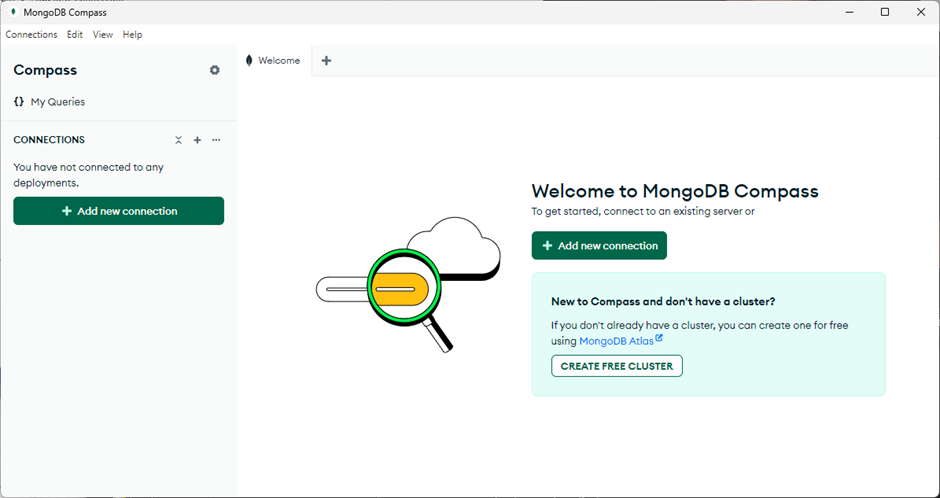 MongoDB Compass
Connections Edit View Help
Compass
{} My Queries
CONNECTIONS
You have not connected to any
deployments.
+ Add new connection
Welcome
Welcome to MongoDB Compass
To get started, connect to an existing server or
+ Add new connection
New to Compass and don't have a cluster?
If you don't already have a cluster, you can create one for free
using MongoDB Atlas
CREATE FREE CLUSTER